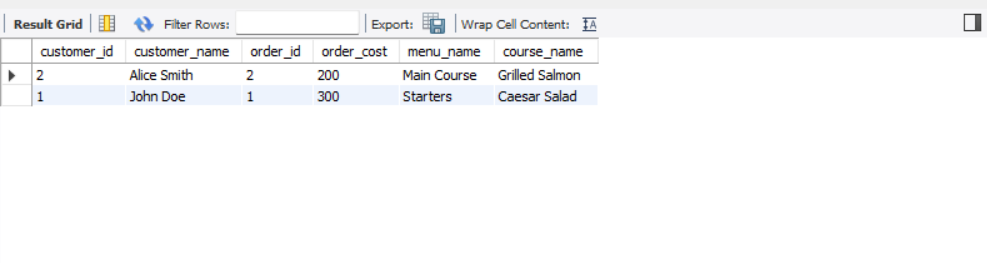 Result Grid Filter Rows: Export: Wrap Cell Content: IA
customer_id customer_name order_id order_cost menu_name course_name
2 Alice Smith 2 200 Main Course Grilled Salmon
1 John Doe 1 300 Starters Caesar Salad